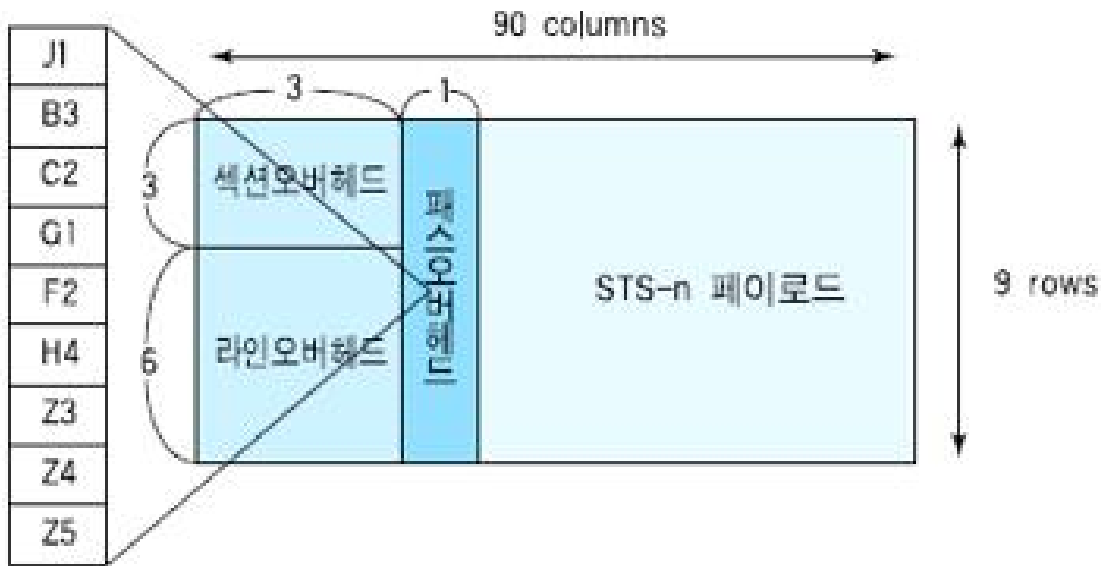 90 columns
J1
B3
C2
G1
F2
H4
Z3
Z4
Z5
3
1
3
6
섹션오버헤드
라인오버헤드
패스오버헤드
STS-n 페이로드
9 rows